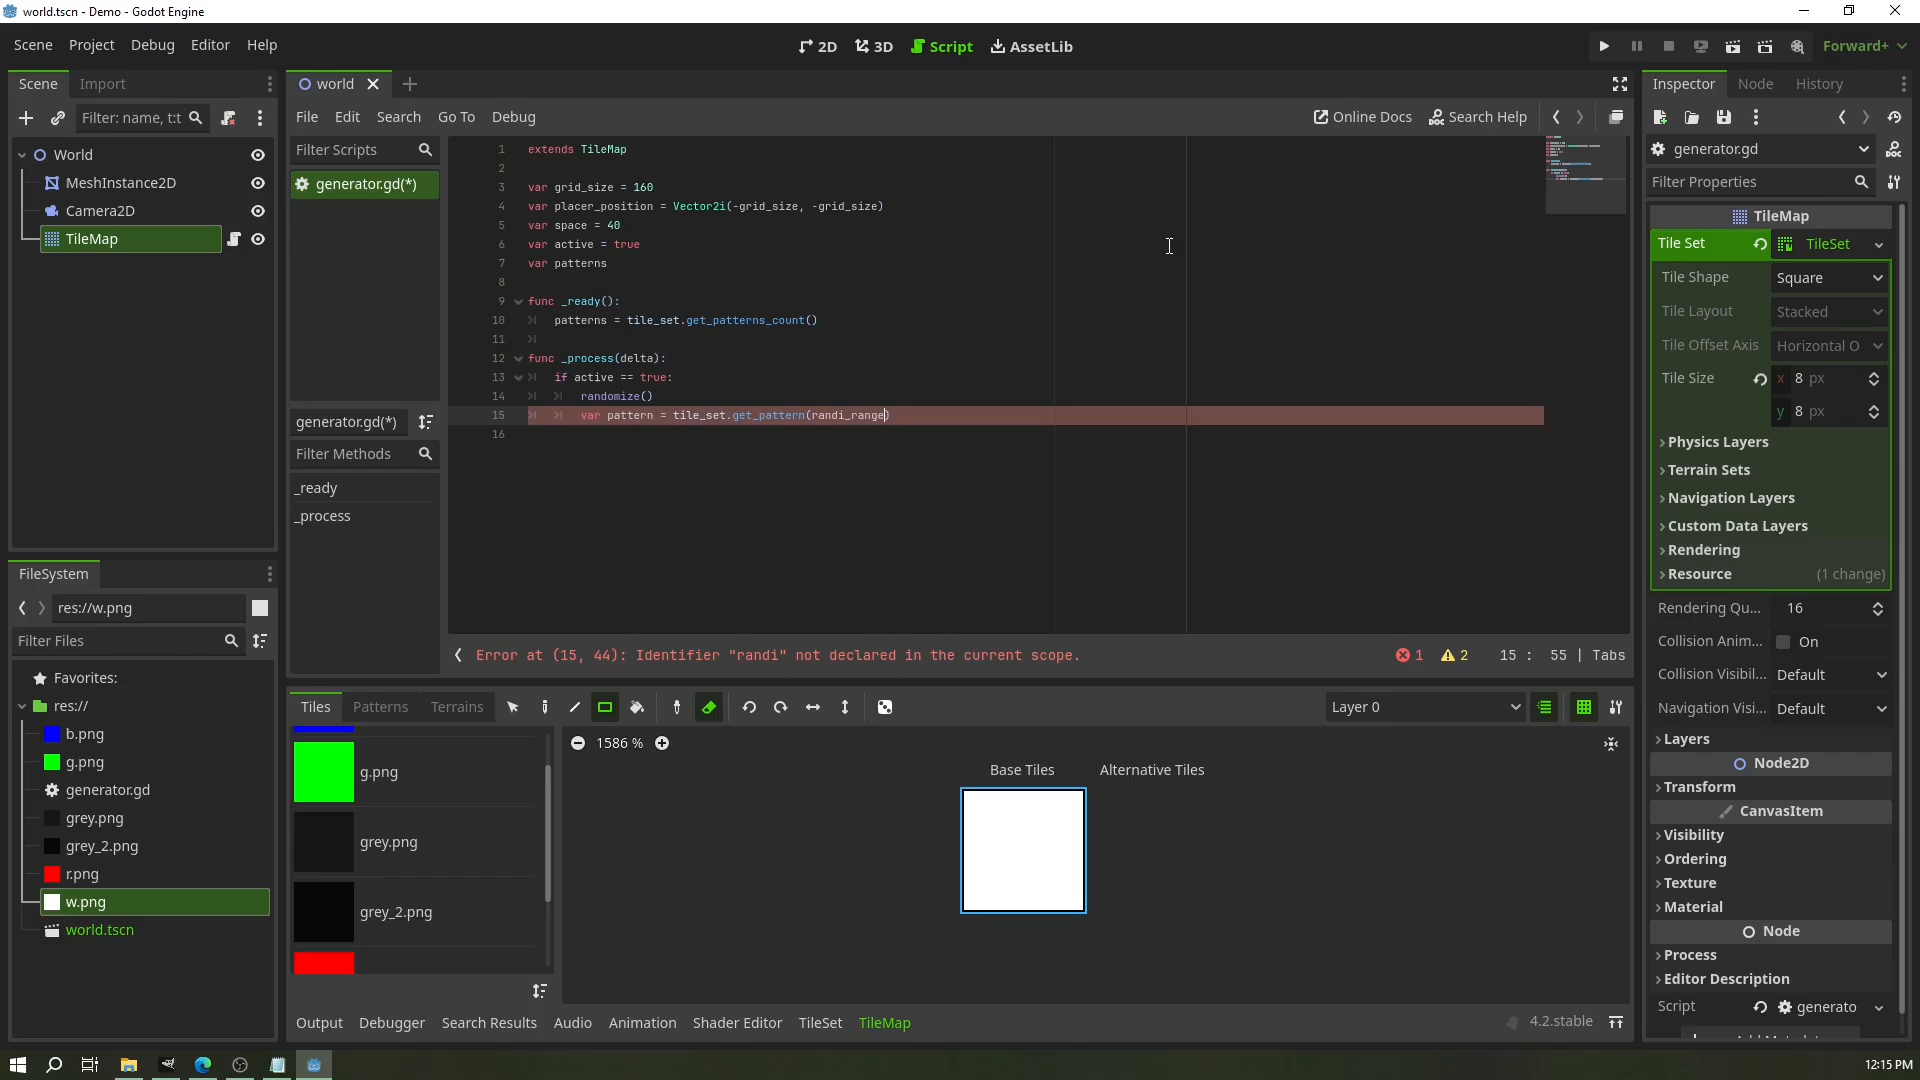 world.tscn - Demo - Godot Engine
Scene Project Debug Editor Help
2D 3D Script AssetLib
Forward+
Scene Import
Filter: name, t:t
World
MeshInstance2D
Camera2D
TileMap
FileSystem
res://w.png
Filter Files
Favorites:
res://
b.png
g.png
generator.gd
grey.png
grey_2.png
r.png
w.png
world.tscn
world
File Edit Search Go To Debug
Online Docs Search Help
Filter Scripts
generator.gd(*)
generator.gd(*)
Filter Methods
_ready
_process
1 extends TileMap
2
3 var grid_size = 160
4 var placer_position = Vector2i(-grid_size, -grid_size)
5 var space = 40
6 var active = true
7 var patterns
8
9 func _ready():
10 patterns = tile_set.get_patterns_count()
11
12 func _process(delta):
13 if active == true:
14 randomize()
15 var pattern = tile_set.get_pattern(randi_range)
16
Error at (15, 44): Identifier "randi" not declared in the current scope.
1 2 15 : 55 | Tabs
Tiles Patterns Terrains
Layer 0
g.png
grey.png
grey_2.png
1586 %
Base Tiles Alternative Tiles
Output Debugger Search Results Audio Animation Shader Editor TileSet TileMap
4.2.stable
Inspector Node History
generator.gd
Filter Properties
TileMap
Tile Set TileSet
Tile Shape Square
Tile Layout Stacked
Tile Offset Axis Horizontal O
Tile Size x 8 px
y 8 px
Physics Layers
Terrain Sets
Navigation Layers
Custom Data Layers
Rendering
Resource (1 change)
Rendering Qu... 16
Collision Anim... On
Collision Visibil... Default
Navigation Visi... Default
Layers
Node2D
Transform
CanvasItem
Visibility
Ordering
Texture
Material
Node
Process
Editor Description
Script generato
12:15 PM